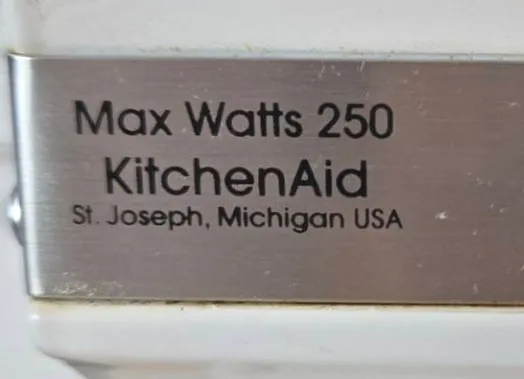 Max Watts 250
KitchenAid
St. Joseph, Michigan USA